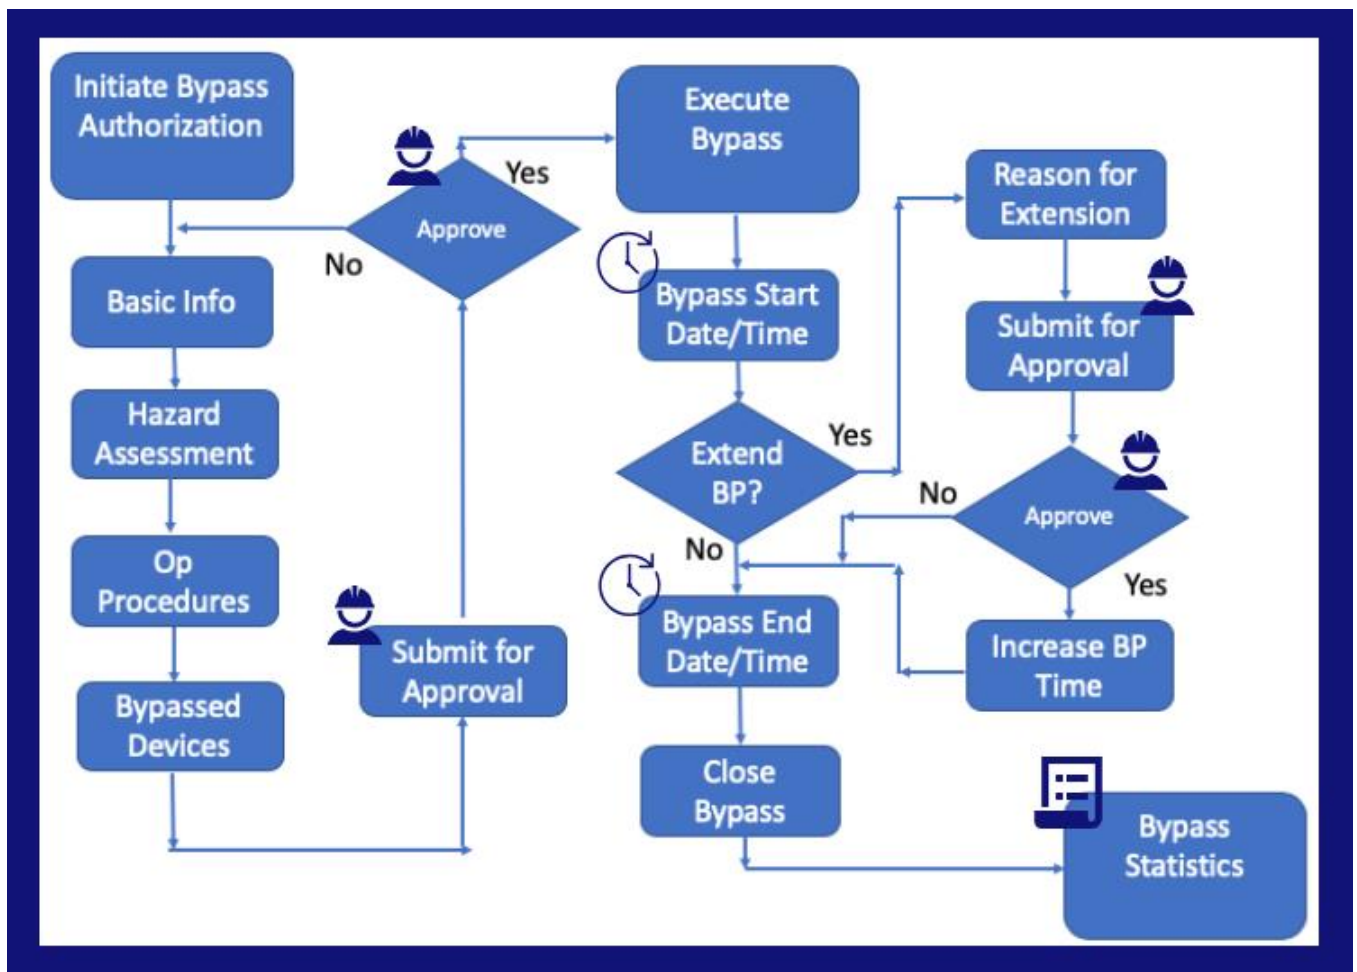 Initiate Bypass
Authorization
Basic Info
Hazard
Assessment
Op
Procedures
Bypassed
Devices
Submit for
Approval
Approve
Yes
No
Execute
Bypass
Bypass Start
Date/Time
Extend
BP?
Yes
No
Reason for
Extension
Submit for
Approval
Approve
No
Yes
Increase BP
Time
Bypass End
Date/Time
Close
Bypass
Bypass
Statistics